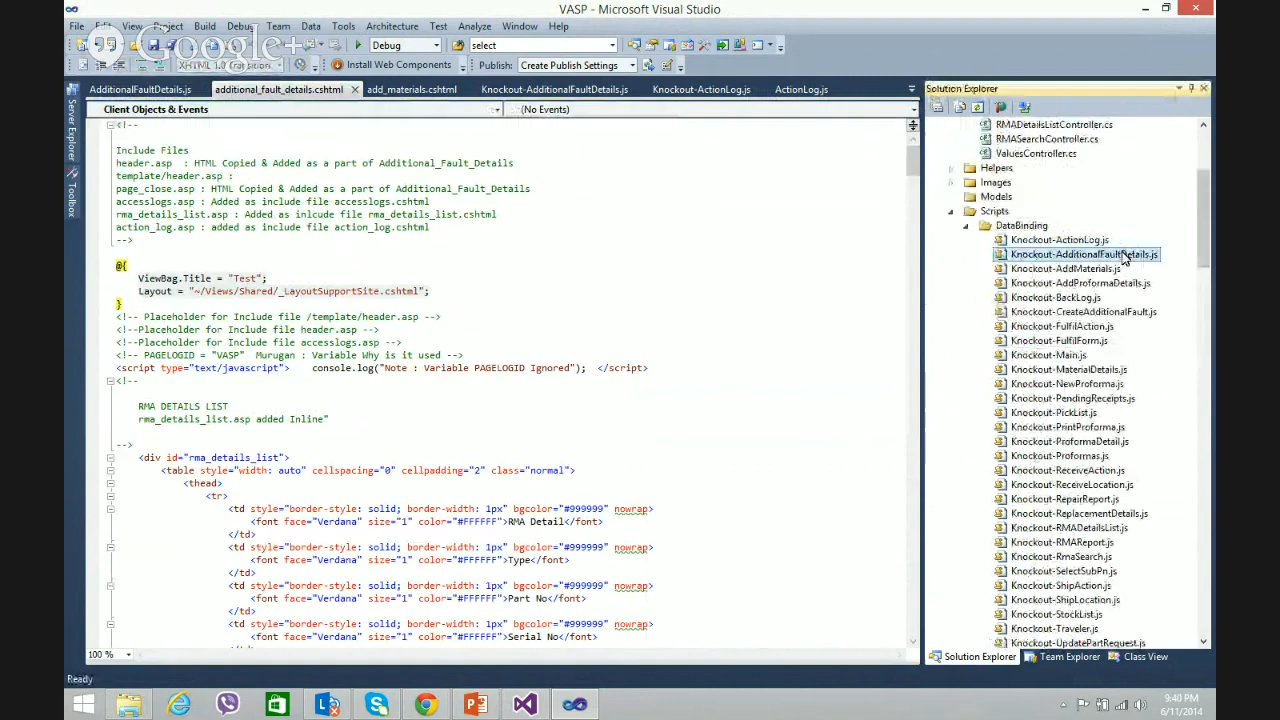 VASP - Microsoft Visual Studio
File Edit View Project Build Debug Team Data Tools Architecture Test Analyze Window Help
Google+
Debug select
XHTML 1.0 Transition Install Web Components Publish: Create Publish Settings
AdditionalFaultDetails.js additional_fault_details.cshtml add_materials.cshtml Knockout-AdditionalFaultDetails.js Knockout-ActionLog.js ActionLog.js
Client Objects & Events (No Events)
Server Explorer
Toolbox
<!--
Include Files
header.asp : HTML Copied & Added as a part of Additional_Fault_Details
template/header.asp :
page_close.asp : HTML Copied & Added as a part of Additional_Fault_Details
accesslogs.asp : Added as include file accesslogs.cshtml
rma_details_list.asp : Added as inlcude file rma_details_list.cshtml
action_log.asp : added as include file action_log.cshtml
-->
@{
ViewBag.Title = "Test";
Layout = "~/Views/Shared/_LayoutSupportSite.cshtml";
}
<!-- Placeholder for Include file /template/header.asp -->
<!--Placeholder for Include file header.asp -->
<!--Placeholder for Include file accesslogs.asp -->
<!-- PAGELOGID = "VASP" Murugan : Variable Why is it used -->
<script type="text/javascript"> console.log("Note : Variable PAGELOGID Ignored"); </script>
<!--
RMA DETAILS LIST
rma_details_list.asp added Inline"
-->
<div id="rma_details_list">
<table style="width: auto" cellspacing="0" cellpadding="2" class="normal">
<thead>
<tr>
<td style="border-style: solid; border-width: 1px" bgcolor="#999999" nowrap>
<font face="Verdana" size="1" color="#FFFFFF">RMA Detail</font>
</td>
<td style="border-style: solid; border-width: 1px" bgcolor="#999999" nowrap>
<font face="Verdana" size="1" color="#FFFFFF">Type</font>
</td>
<td style="border-style: solid; border-width: 1px" bgcolor="#999999" nowrap>
<font face="Verdana" size="1" color="#FFFFFF">Part No</font>
</td>
<td style="border-style: solid; border-width: 1px" bgcolor="#999999" nowrap>
<font face="Verdana" size="1" color="#FFFFFF">Serial No</font>
100 %
Solution Explorer
RMADetailsListController.cs
RMASearchController.cs
ValuesController.cs
Helpers
Images
Models
Scripts
DataBinding
Knockout-ActionLog.js
Knockout-AdditionalFaultDetails.js
Knockout-AddMaterials.js
Knockout-AddProformaDetails.js
Knockout-BackLog.js
Knockout-CreateAdditionalFault.js
Knockout-FulfilAction.js
Knockout-FulfilForm.js
Knockout-Main.js
Knockout-MaterialDetails.js
Knockout-NewProforma.js
Knockout-PendingReceipts.js
Knockout-PickList.js
Knockout-PrintProforma.js
Knockout-ProformaDetail.js
Knockout-Proformas.js
Knockout-ReceiveAction.js
Knockout-ReceiveLocation.js
Knockout-RepairReport.js
Knockout-ReplacementDetails.js
Knockout-RMADetailsList.js
Knockout-RMAReport.js
Knockout-RmaSearch.js
Knockout-SelectSubPn.js
Knockout-ShipAction.js
Knockout-ShipLocation.js
Knockout-StockList.js
Knockout-Traveler.js
Knockout-UpdatePartRequest.js
Solution Explorer Team Explorer Class View
Ready
9:40 PM
6/11/2014